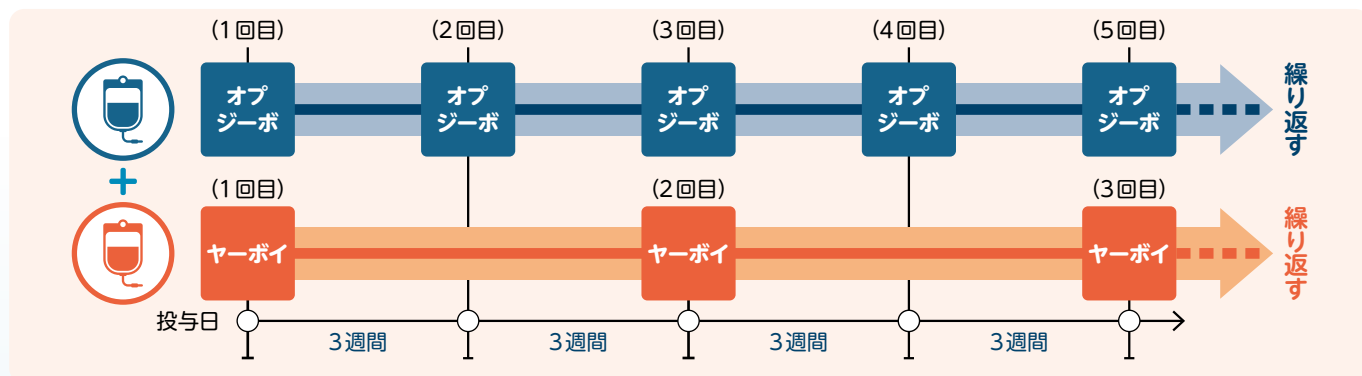 (1回目)
(2回目)
(3回目)
(4回目)
(5回目)
オプ
ジーボ
オプ
ジーボ
オプ
ジーボ
オプ
ジーボ
オプ
ジーボ
繰り返す
+
(1回目)
(2回目)
(3回目)
ヤーボイ
ヤーボイ
ヤーボイ
繰り返す
投与日
3週間
3週間
3週間
3週間